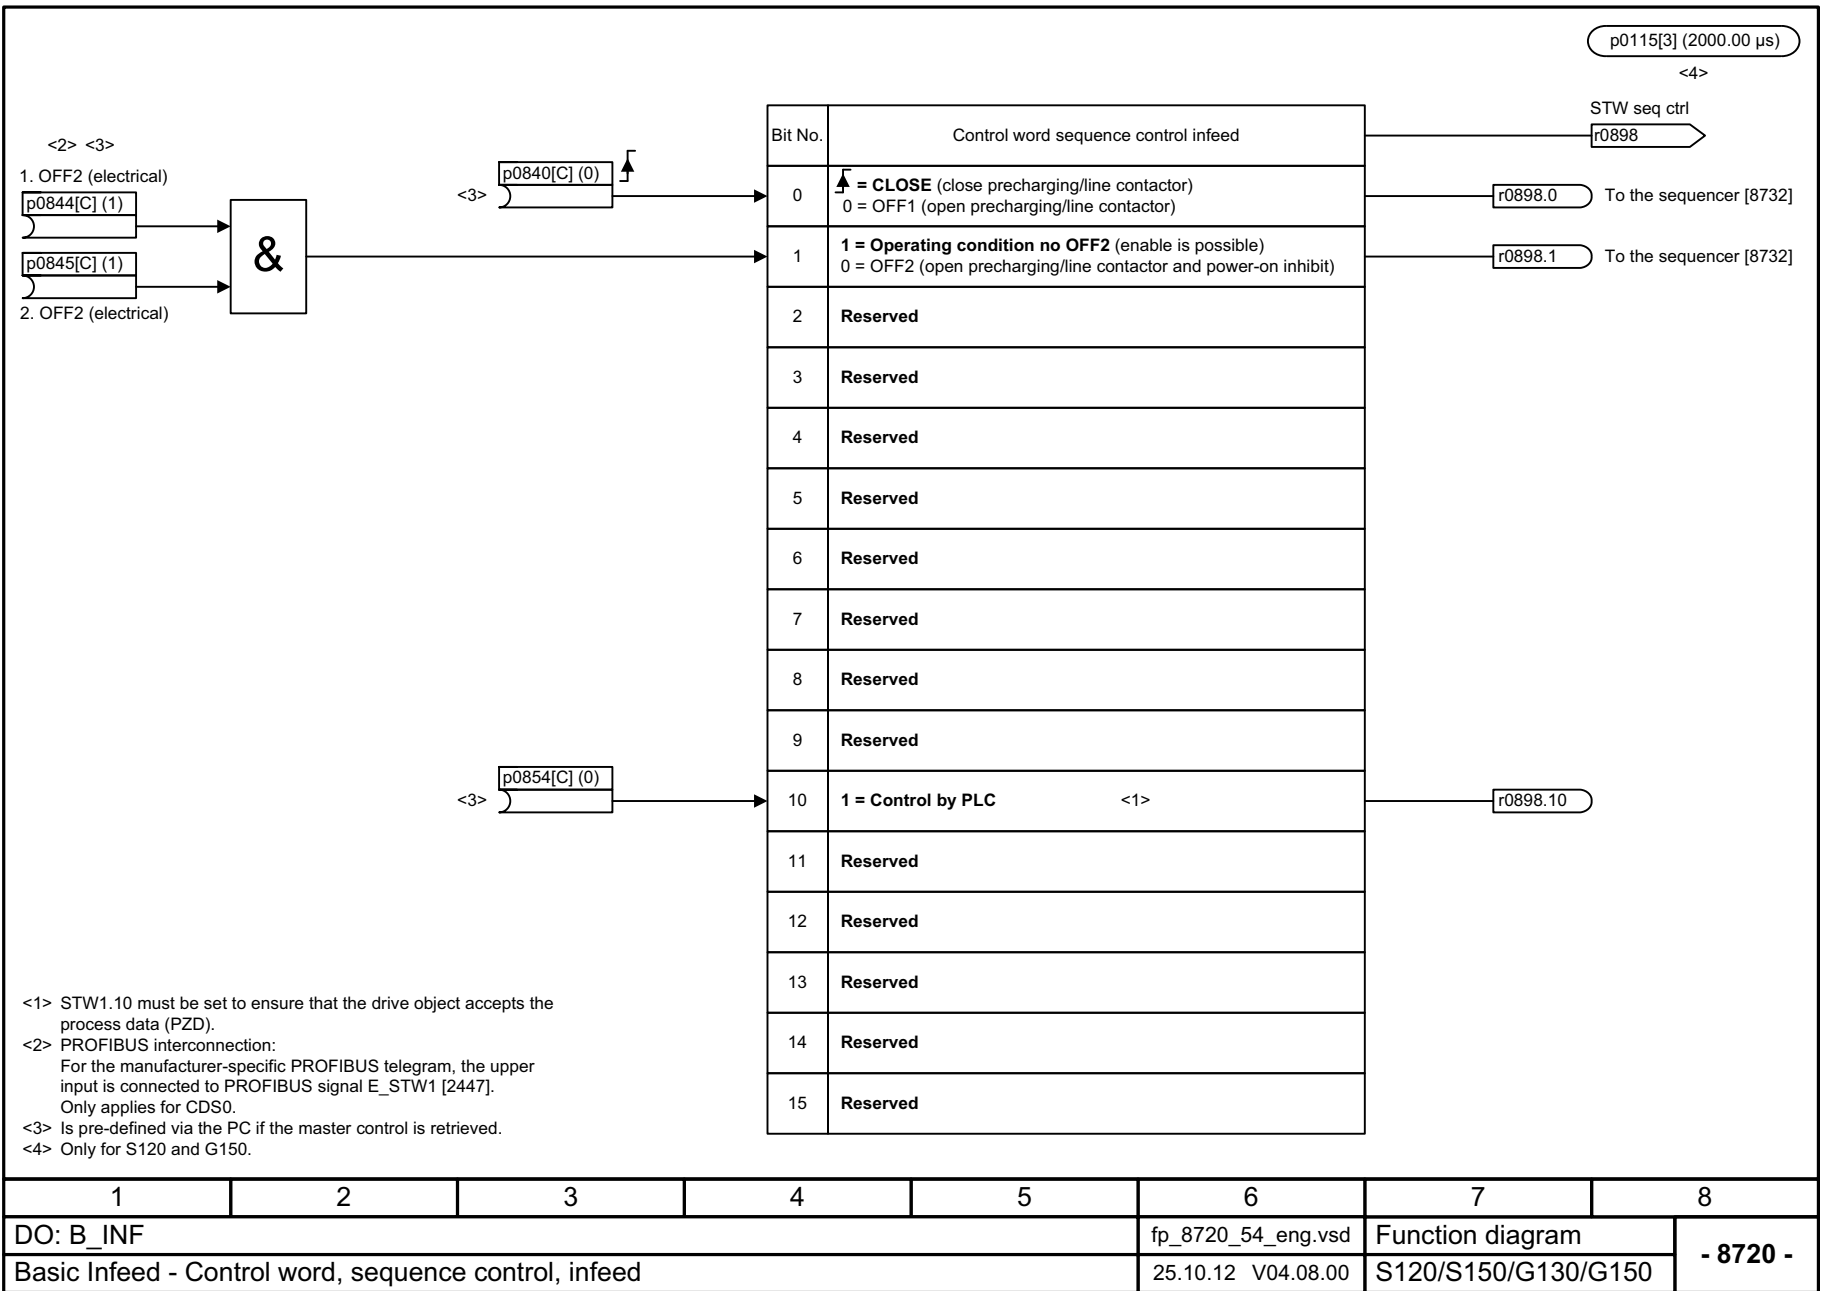 p0115[3] (2000.00 µs)
<4>
STW seq ctrl
r0898
Bit No. Control word sequence control infeed
<2> <3>
1. OFF2 (electrical)
p0844[C] (1)
&
p0845[C] (1)
2. OFF2 (electrical)
<3> p0840[C] (0)
0 = CLOSE (close precharging/line contactor)
0 = OFF1 (open precharging/line contactor)
r0898.0 To the sequencer [8732]
1 1 = Operating condition no OFF2 (enable is possible)
0 = OFF2 (open precharging/line contactor and power-on inhibit)
r0898.1 To the sequencer [8732]
2 Reserved
3 Reserved
4 Reserved
5 Reserved
6 Reserved
7 Reserved
8 Reserved
9 Reserved
<3> p0854[C] (0)
10 1 = Control by PLC <1>
r0898.10
11 Reserved
12 Reserved
13 Reserved
14 Reserved
15 Reserved
<1> STW1.10 must be set to ensure that the drive object accepts the
process data (PZD).
<2> PROFIBUS interconnection:
For the manufacturer-specific PROFIBUS telegram, the upper
input is connected to PROFIBUS signal E_STW1 [2447].
Only applies for CDS0.
<3> Is pre-defined via the PC if the master control is retrieved.
<4> Only for S120 and G150.
1 2 3 4 5 6 7 8
DO: B_INF fp_8720_54_eng.vsd Function diagram
- 8720 -
Basic Infeed - Control word, sequence control, infeed 25.10.12 V04.08.00 S120/S150/G130/G150